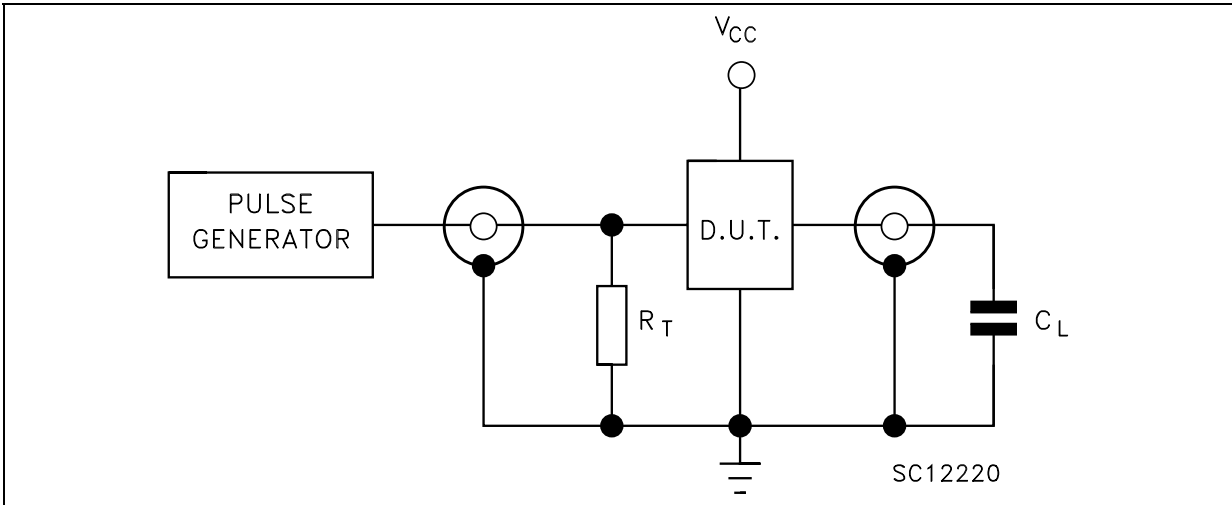 VCC
PULSE
GENERATOR
D.U.T.
RT
CL
SC12220